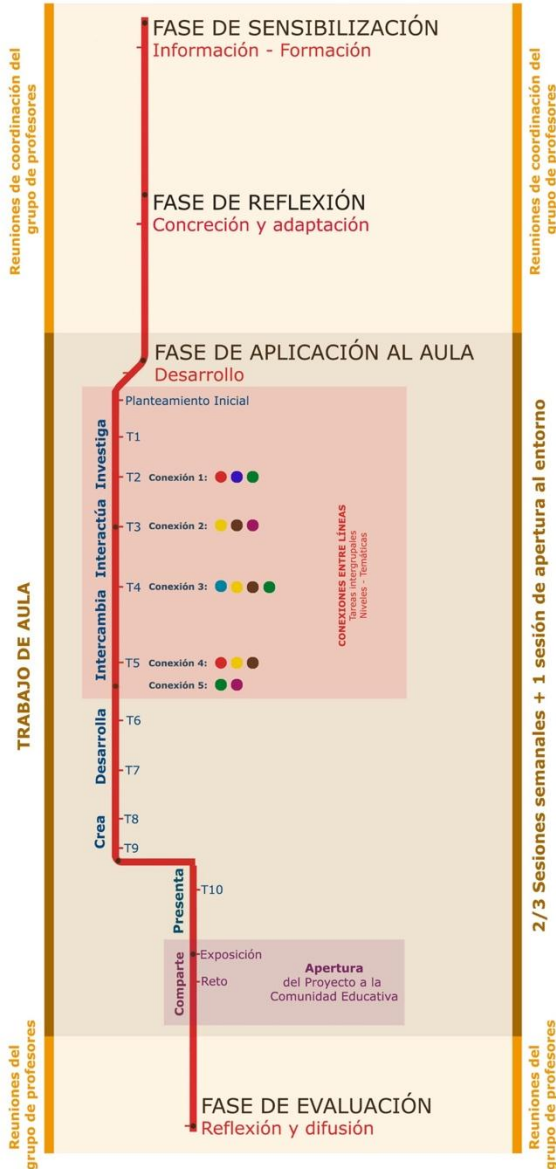 FASE DE SENSIBILIZACIÓN
Información - Formación
Reuniones de coordinación del
grupo de profesores
Reuniones de coordinación del
grupo de profesores
FASE DE REFLEXIÓN
Concreción y adaptación
FASE DE APLICACIÓN AL AULA
Desarrollo
TRABAJO DE AULA
2/3 Sesiones semanales + 1 sesión de apertura al entorno
Planteamiento Inicial
Investiga
T1
T2 Conexión 1:
Interactúa
T3 Conexión 2:
CONEXIONES ENTRE LÍNEAS
Tareas intergrupales
Niveles - Temáticas
Intercambia
T4 Conexión 3:
T5 Conexión 4:
Conexión 5:
Desarrolla
T6
T7
Crea
T8
T9
Presenta
T10
Comparte
Exposición
Reto
Apertura
del Proyecto a la
Comunidad Educativa
Reuniones del
grupo de profesores
Reuniones del
grupo de profesores
FASE DE EVALUACIÓN
Reflexión y difusión